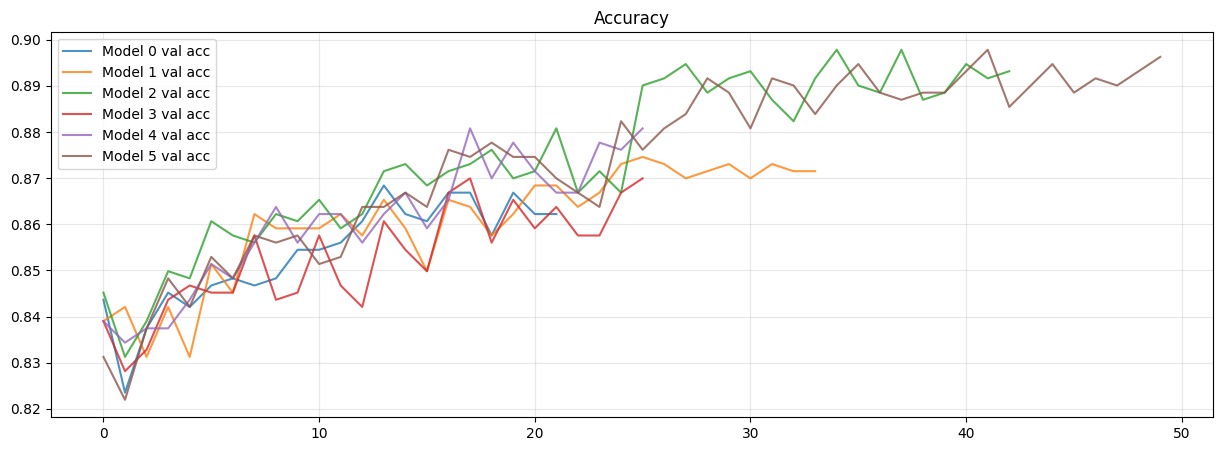 Accuracy
Model 0 val acc
Model 1 val acc
Model 2 val acc
Model 3 val acc
Model 4 val acc
Model 5 val acc
0.90
0.89
0.88
0.87
0.86
0.85
0.84
0.83
0.82
0 10 20 30 40 50